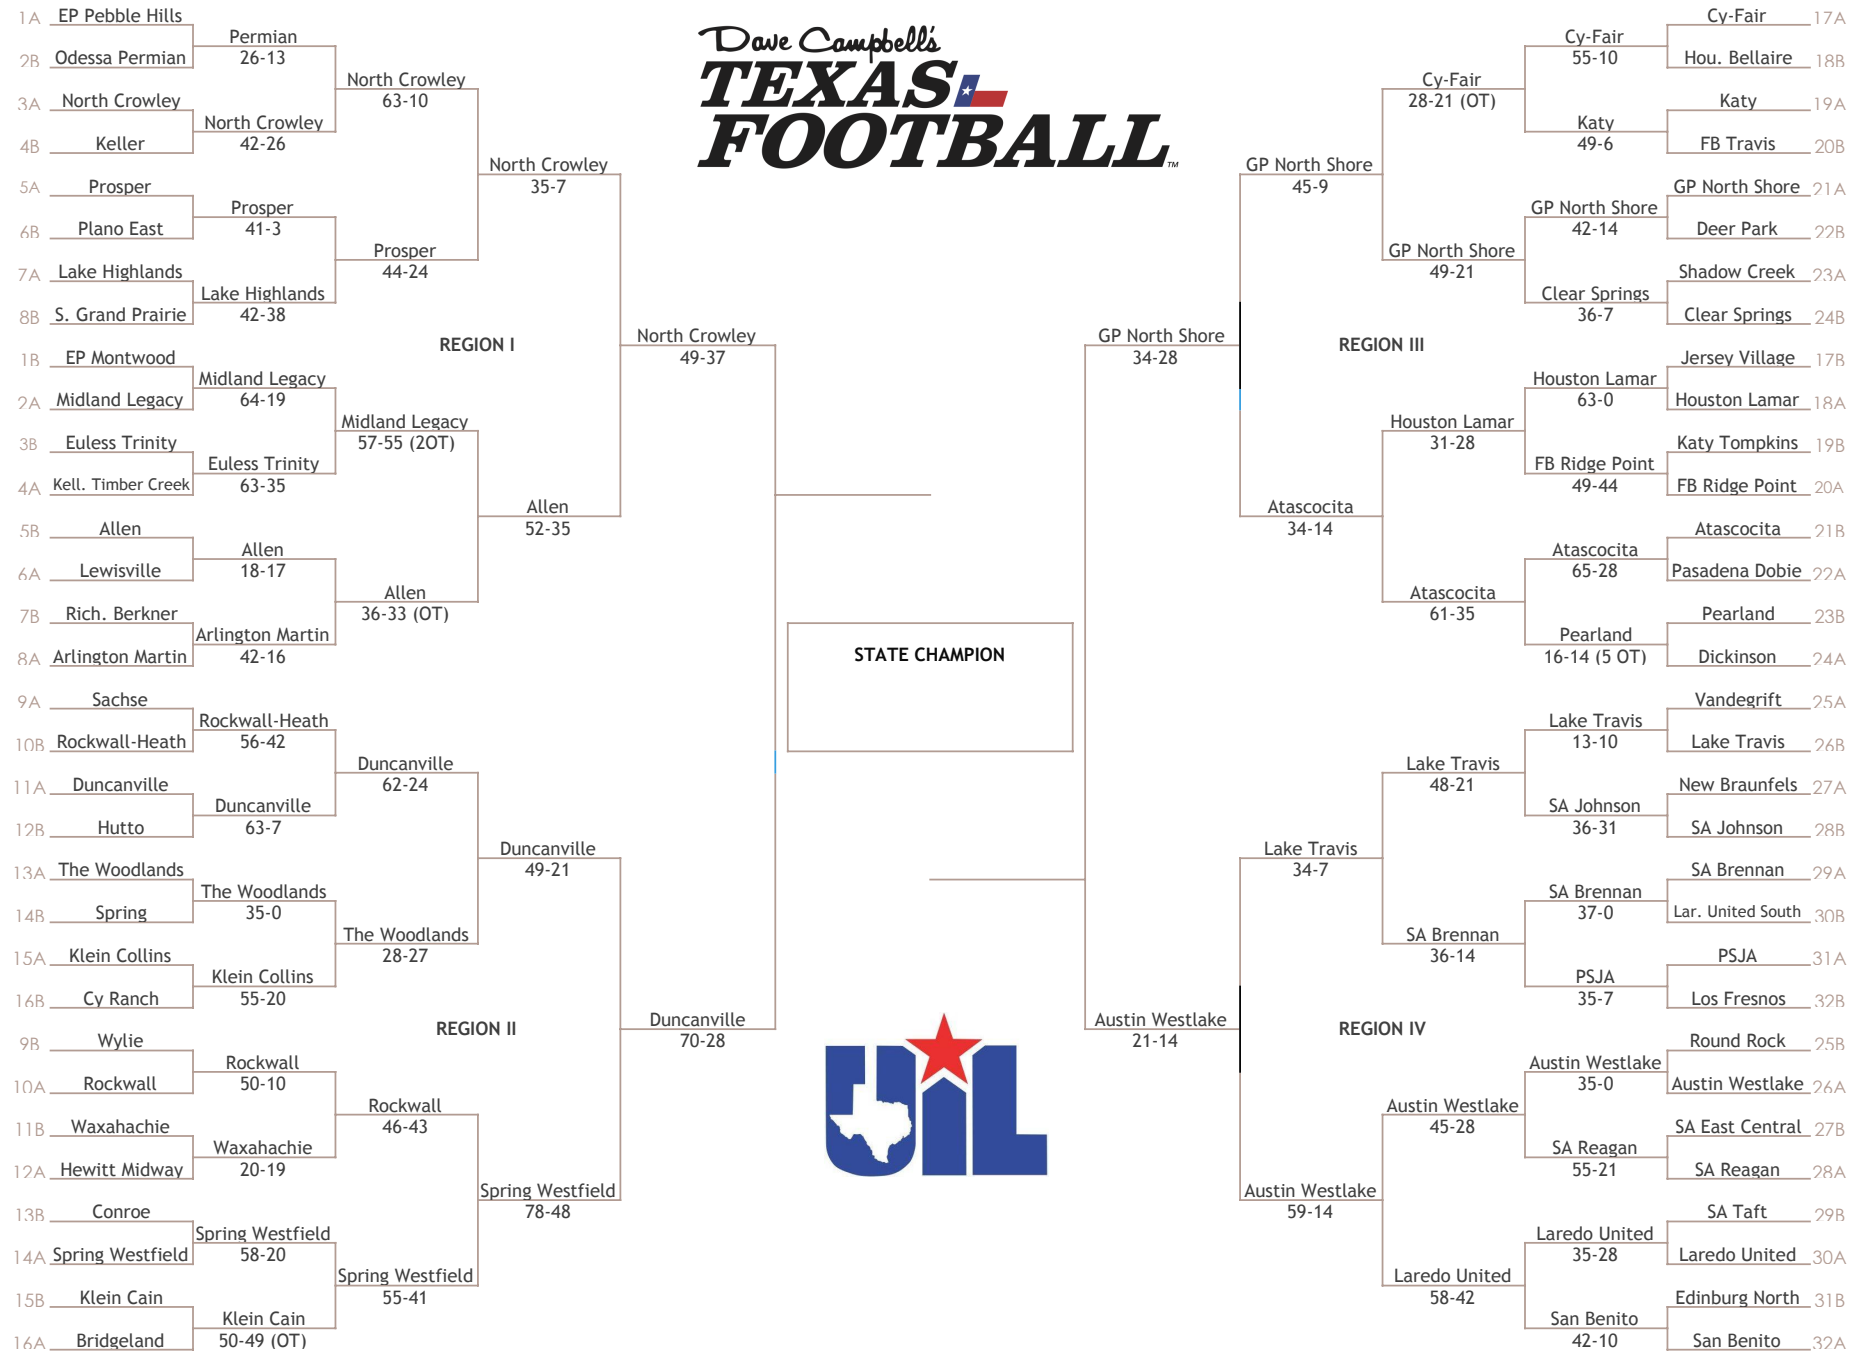 Dave Campbell's
TEXAS
FOOTBALL™
1A EP Pebble Hills
2B Odessa Permian
3A North Crowley
4B Keller
5A Prosper
6B Plano East
7A Lake Highlands
8B S. Grand Prairie
1B EP Montwood
2A Midland Legacy
3B Euless Trinity
4A Kell. Timber Creek
5B Allen
6A Lewisville
7B Rich. Berkner
8A Arlington Martin
9A Sachse
10B Rockwall-Heath
11A Duncanville
12B Hutto
13A The Woodlands
14B Spring
15A Klein Collins
16B Cy Ranch
9B Wylie
10A Rockwall
11B Waxahachie
12A Hewitt Midway
13B Conroe
14A Spring Westfield
15B Klein Cain
16A Bridgeland
Permian
26-13
North Crowley
42-26
Prosper
41-3
Lake Highlands
42-38
Midland Legacy
64-19
Euless Trinity
63-35
Allen
18-17
Arlington Martin
42-16
Rockwall-Heath
56-42
Duncanville
63-7
The Woodlands
35-0
Klein Collins
55-20
Rockwall
50-10
Waxahachie
20-19
Spring Westfield
58-20
Klein Cain
50-49 (OT)
North Crowley
63-10
Prosper
44-24
Midland Legacy
57-55 (2OT)
Allen
36-33 (OT)
Duncanville
62-24
The Woodlands
28-27
Rockwall
46-43
Spring Westfield
55-41
North Crowley
35-7
REGION I
Allen
52-35
Duncanville
49-21
REGION II
Spring Westfield
78-48
North Crowley
49-37
Duncanville
70-28
STATE CHAMPION
UIL
GP North Shore
34-28
Austin Westlake
21-14
GP North Shore
45-9
REGION III
Atascocita
34-14
Lake Travis
34-7
REGION IV
Austin Westlake
59-14
Cy-Fair
28-21 (OT)
GP North Shore
49-21
Houston Lamar
31-28
Atascocita
61-35
Lake Travis
48-21
SA Brennan
36-14
Austin Westlake
45-28
Laredo United
58-42
Cy-Fair
55-10
Katy
49-6
GP North Shore
42-14
Clear Springs
36-7
Houston Lamar
63-0
FB Ridge Point
49-44
Atascocita
65-28
Pearland
16-14 (5 OT)
Lake Travis
13-10
SA Johnson
36-31
SA Brennan
37-0
PSJA
35-7
Austin Westlake
35-0
SA Reagan
55-21
Laredo United
35-28
San Benito
42-10
Cy-Fair 17A
Hou. Bellaire 18B
Katy 19A
FB Travis 20B
GP North Shore 21A
Deer Park 22B
Shadow Creek 23A
Clear Springs 24B
Jersey Village 17B
Houston Lamar 18A
Katy Tompkins 19B
FB Ridge Point 20A
Atascocita 21B
Pasadena Dobie 22A
Pearland 23B
Dickinson 24A
Vandegrift 25A
Lake Travis 26B
New Braunfels 27A
SA Johnson 28B
SA Brennan 29A
Lar. United South 30B
PSJA 31A
Los Fresnos 32B
Round Rock 25B
Austin Westlake 26A
SA East Central 27B
SA Reagan 28A
SA Taft 29B
Laredo United 30A
Edinburg North 31B
San Benito 32A